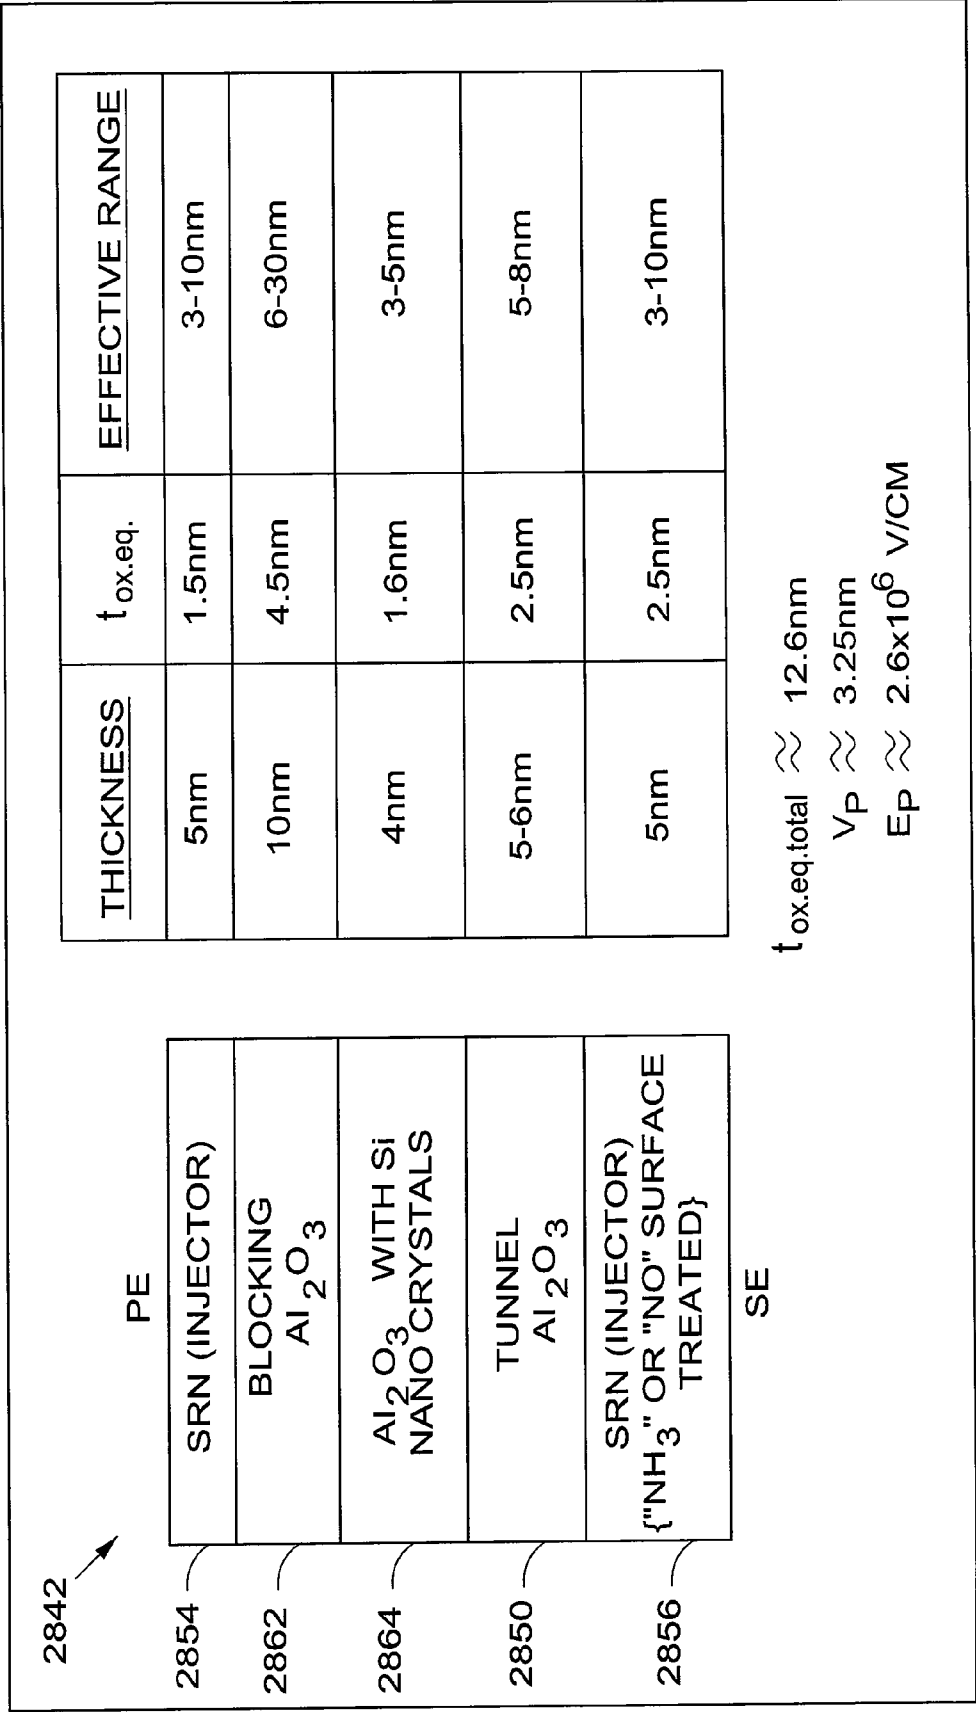 2842
PE
2854
SRN (INJECTOR)
2862
BLOCKING
Al2O3
2864
Al2O3 WITH Si
NANO CRYSTALS
2850
TUNNEL
Al2O3
2856
SRN (INJECTOR)
{"NH3" OR "NO" SURFACE
TREATED}
SE
THICKNESS tox.eq. EFFECTIVE RANGE
5nm 1.5nm 3-10nm
10nm 4.5nm 6-30nm
4nm 1.6nm 3-5nm
5-6nm 2.5nm 5-8nm
5nm 2.5nm 3-10nm
tox.eq.total ≈ 12.6nm
VP ≈ 3.25nm
EP ≈ 2.6x10^6 V/CM